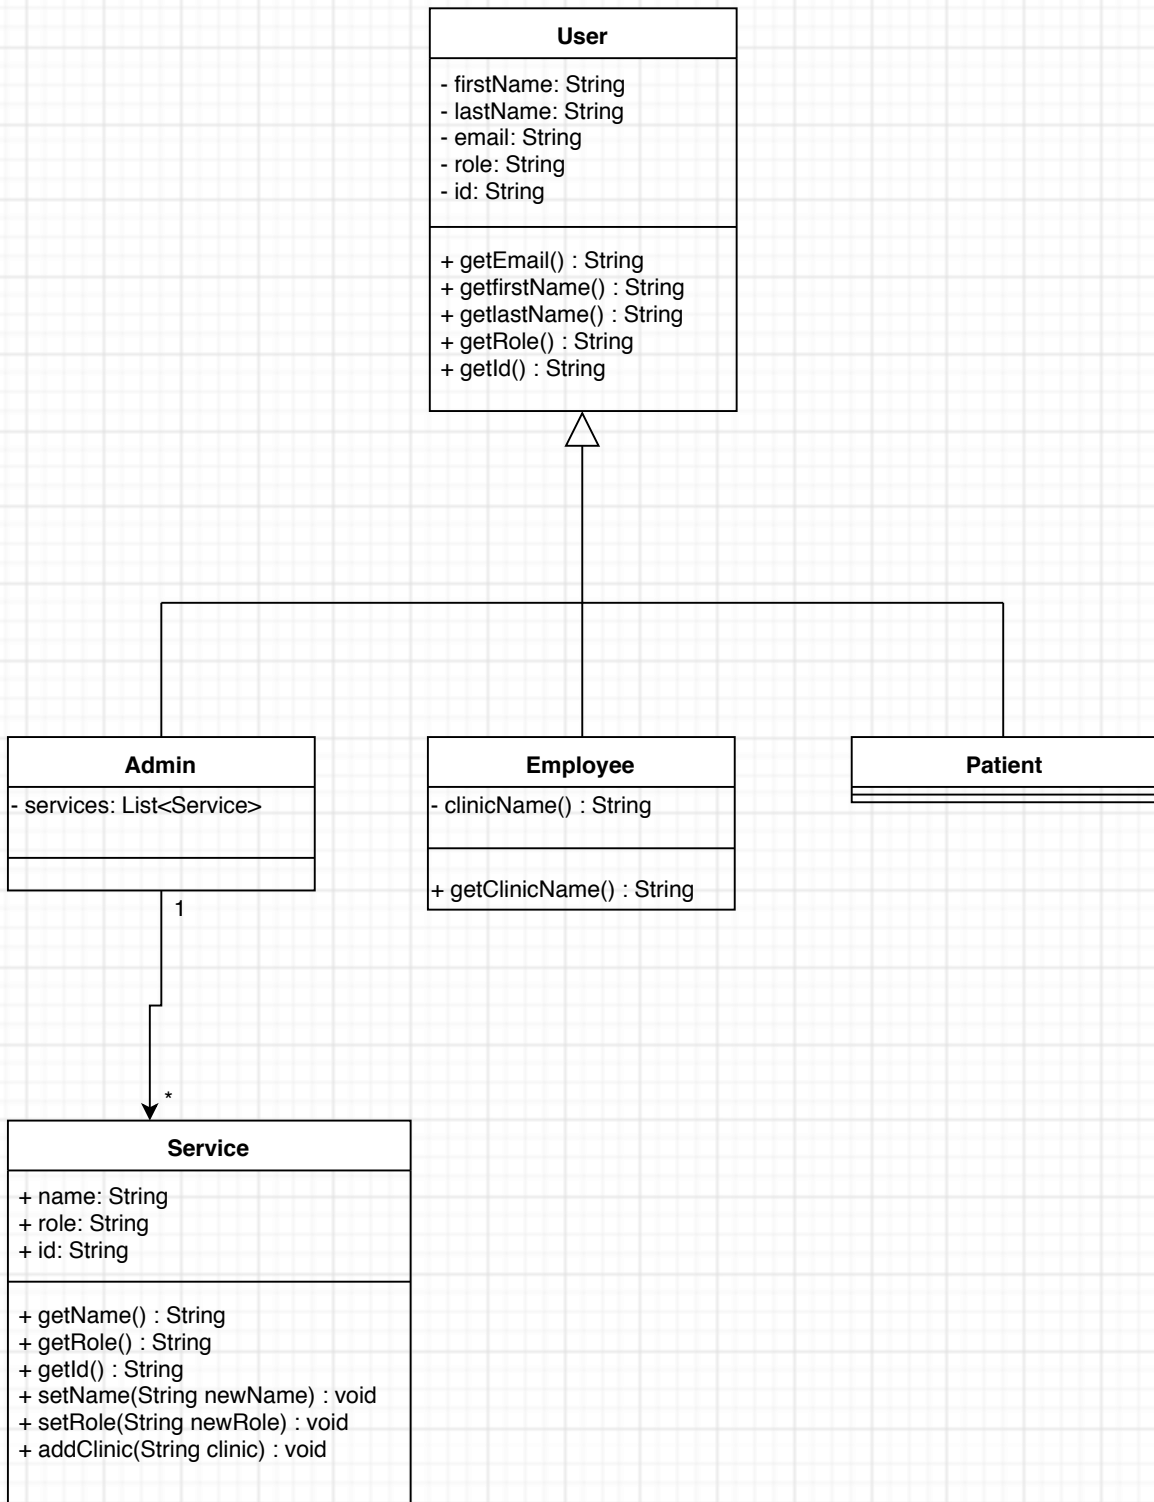 User
- firstName: String
- lastName: String
- email: String
- role: String
- id: String
+ getEmail() : String
+ getfirstName() : String
+ getlastName() : String
+ getRole() : String
+ getId() : String
Admin
- services: List<Service>
Employee
- clinicName() : String
+ getClinicName() : String
Patient
1
*
Service
+ name: String
+ role: String
+ id: String
+ getName() : String
+ getRole() : String
+ getId() : String
+ setName(String newName) : void
+ setRole(String newRole) : void
+ addClinic(String clinic) : void